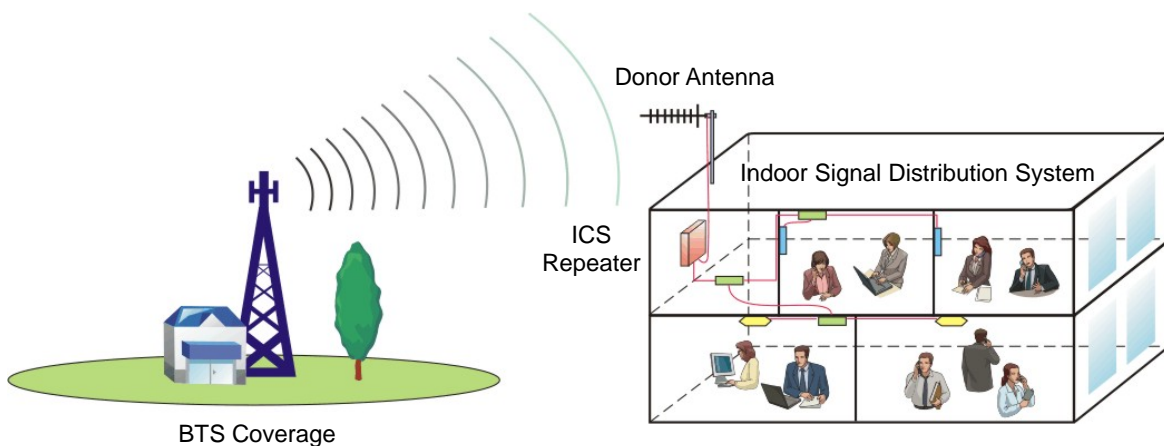 Donor Antenna
Indoor Signal Distribution System
ICS
Repeater
BTS Coverage